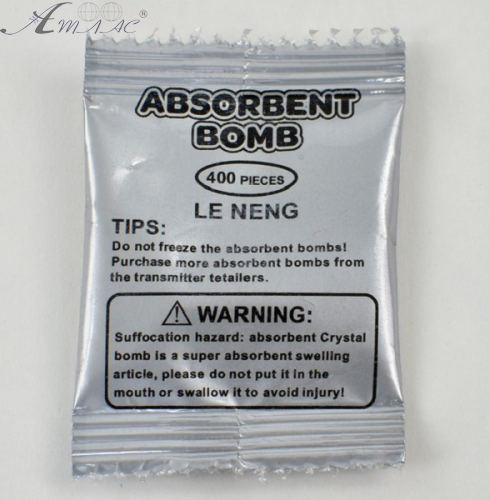 Атлас
ABSORBENT
BOMB
400 PIECES
LE NENG
TIPS:
Do not freeze the absorbent bombs!
Purchase more absorbent bombs from
the transmitter tetailers.
WARNING:
Suffocation hazard: absorbent Crystal
bomb is a super absorbent swelling
article, please do not put it in the
mouth or swallow it to avoid injury!